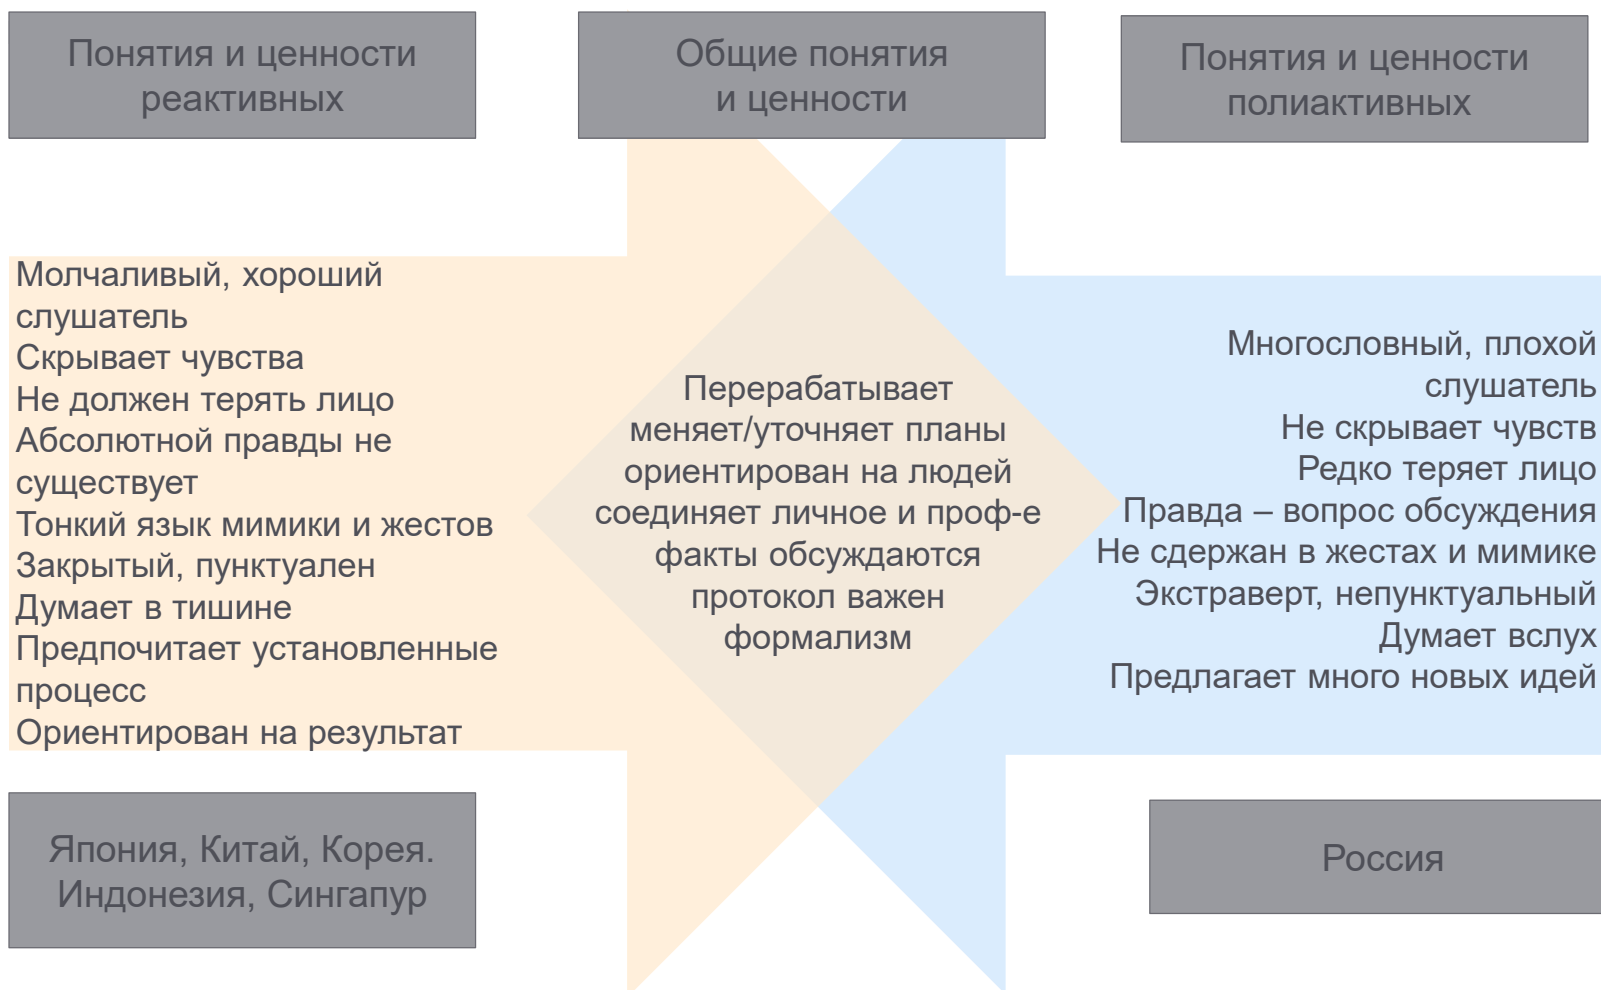 Понятия и ценности
реактивных
Общие понятия
и ценности
Понятия и ценности
полиактивных
Молчаливый, хороший
слушатель
Скрывает чувства
Не должен терять лицо
Абсолютной правды не
существует
Тонкий язык мимики и жестов
Закрытый, пунктуален
Думает в тишине
Предпочитает установленные
процесс
Ориентирован на результат
Перерабатывает
меняет/уточняет планы
ориентирован на людей
соединяет личное и проф-е
факты обсуждаются
протокол важен
формализм
Многословный, плохой
слушатель
Не скрывает чувств
Редко теряет лицо
Правда – вопрос обсуждения
Не сдержан в жестах и мимике
Экстраверт, непунктуальный
Думает вслух
Предлагает много новых идей
Япония, Китай, Корея.
Индонезия, Сингапур
Россия